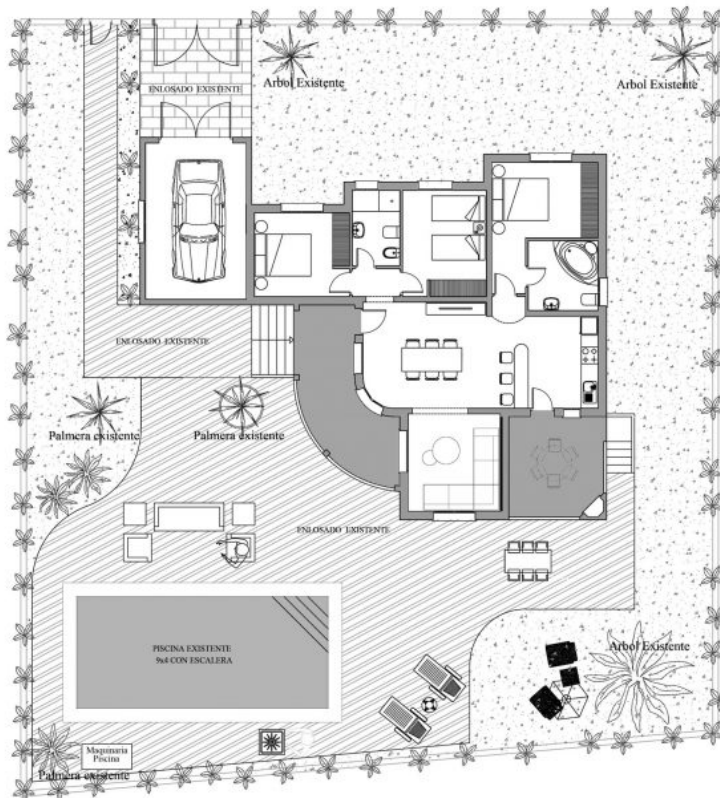 Arbol Existente
Arbol Existente
ENLOSADO EXISTENTE
ENLOSADO EXISTENTE
Palmera existente
Palmera existente
ENLOSADO EXISTENTE
PISCINA EXISTENTE
9x4 CON ESCALERA
Arbol Existente
Maquinaria
Piscina
Palmera existente